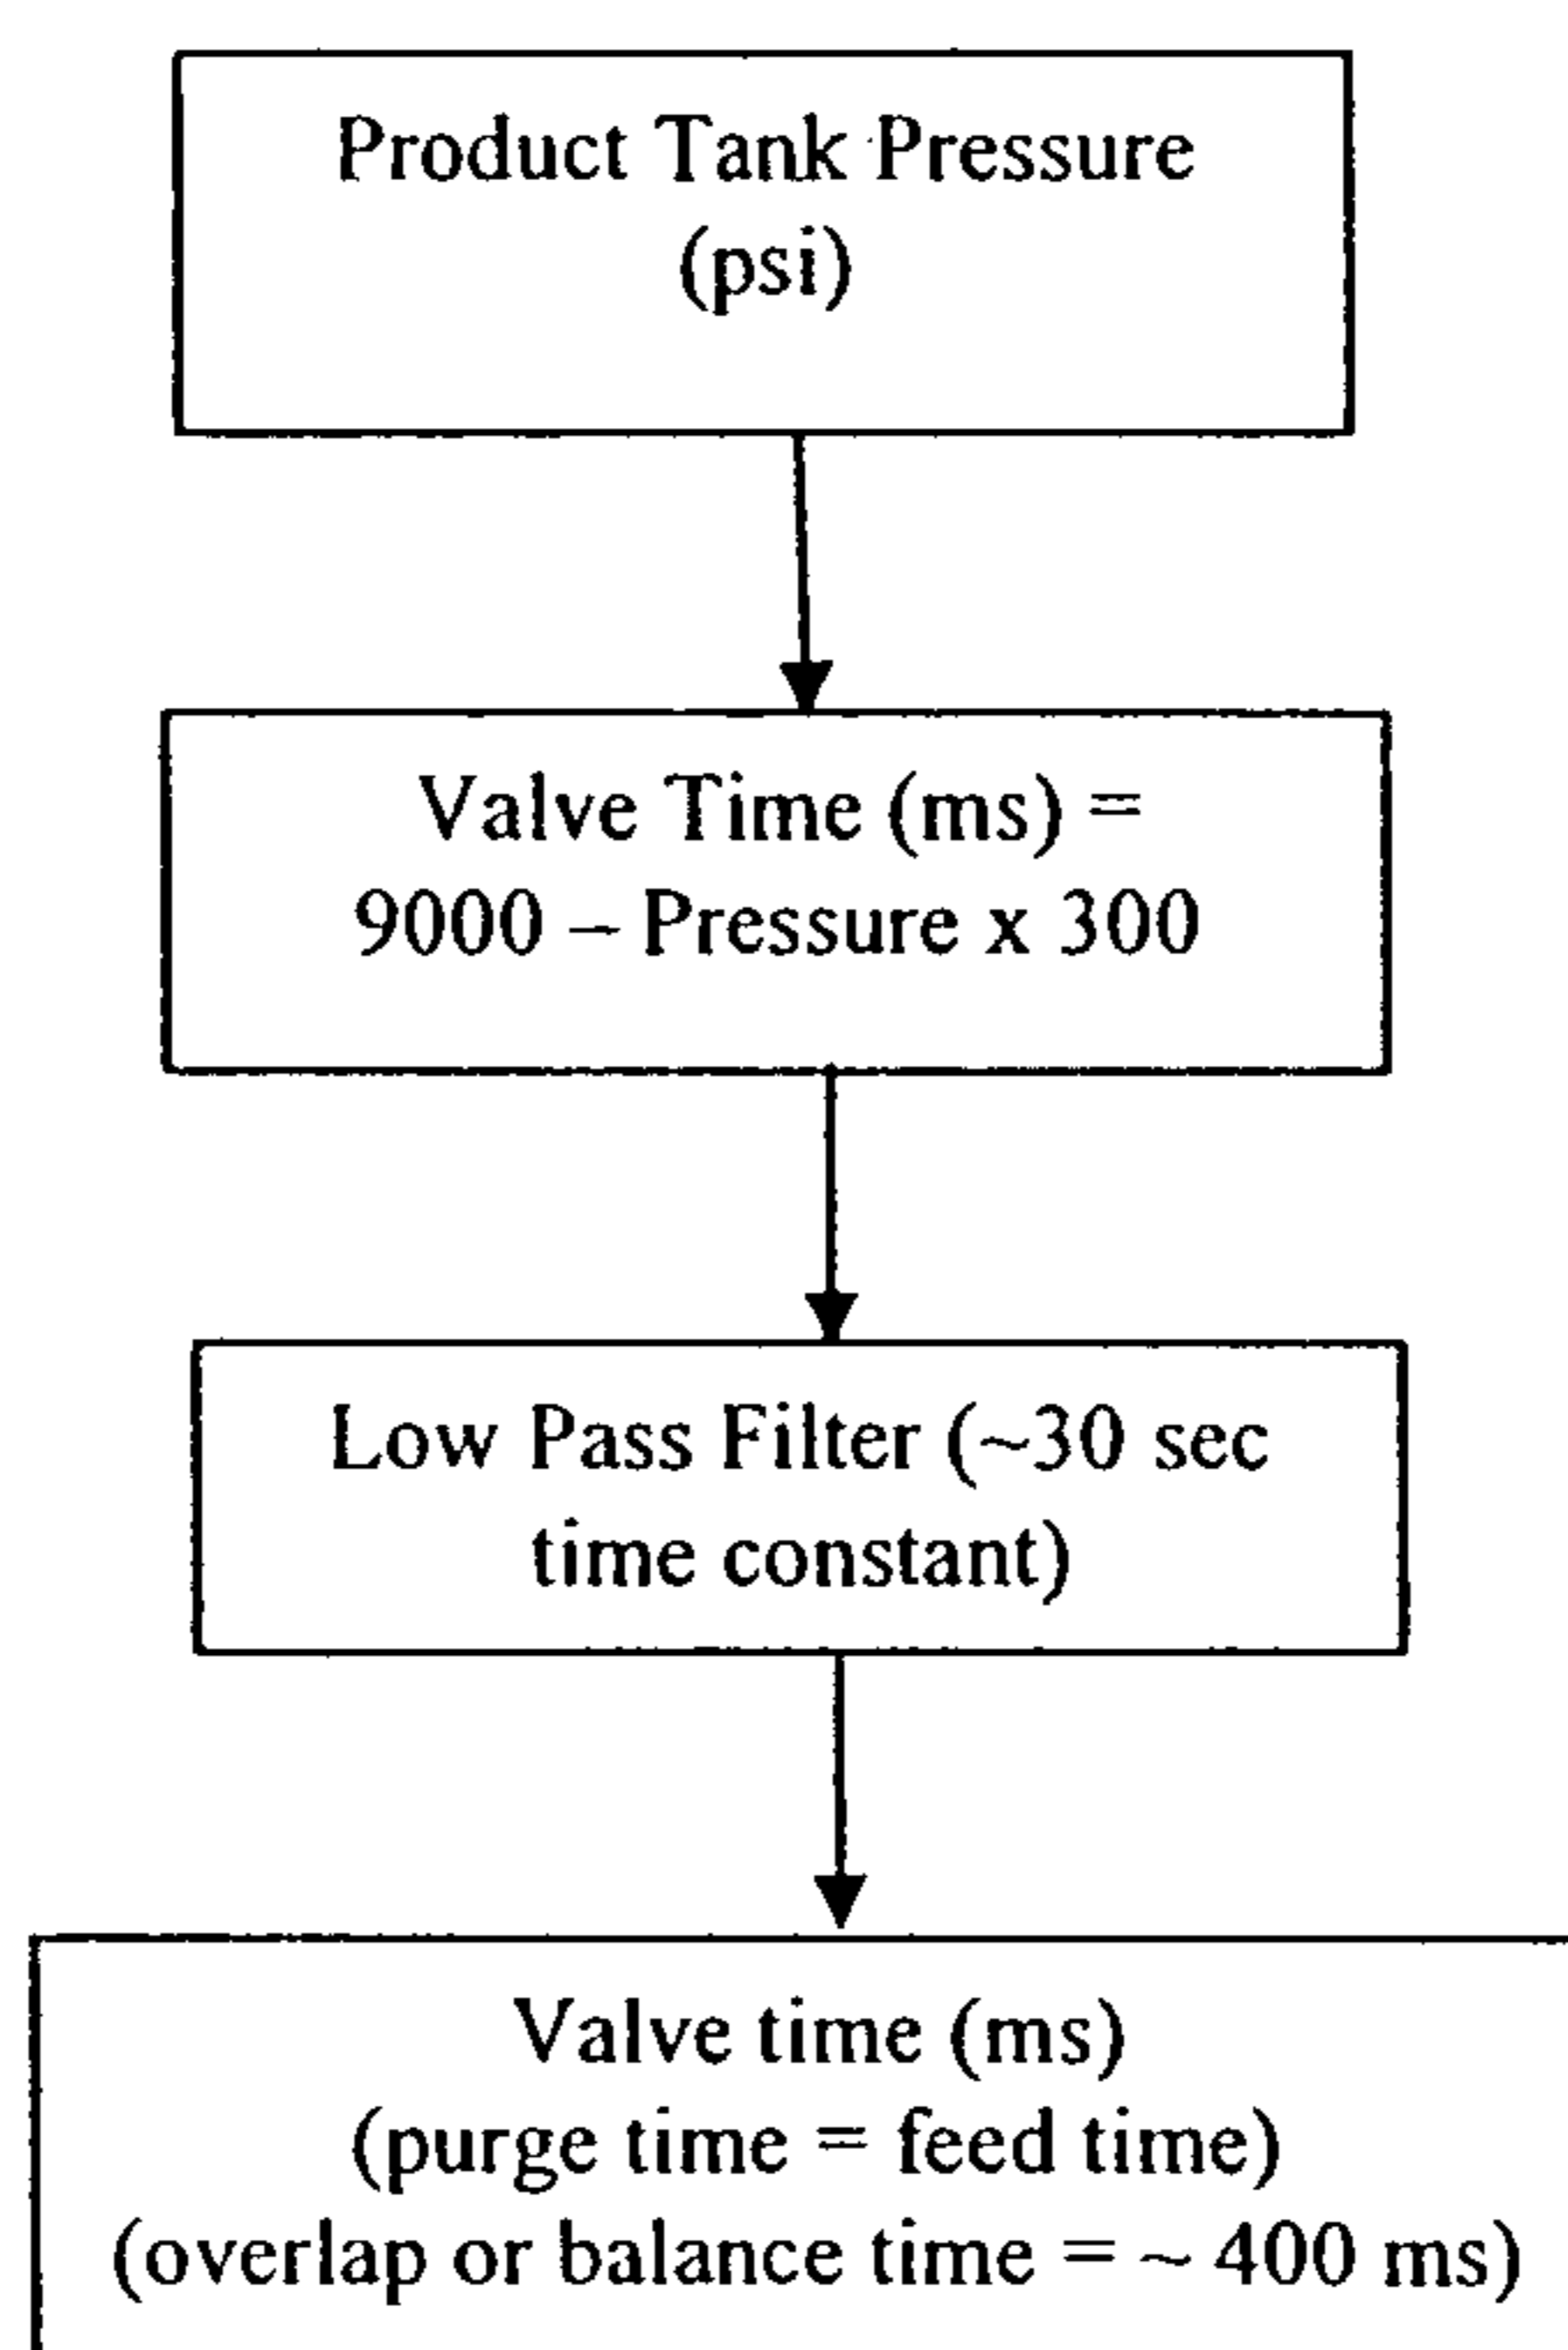 Product Tank Pressure
(psi)
Valve Time (ms) =
9000 – Pressure x 300
Low Pass Filter (~30 sec
time constant)
Valve time (ms)
(purge time = feed time)
(overlap or balance time = ~ 400 ms)